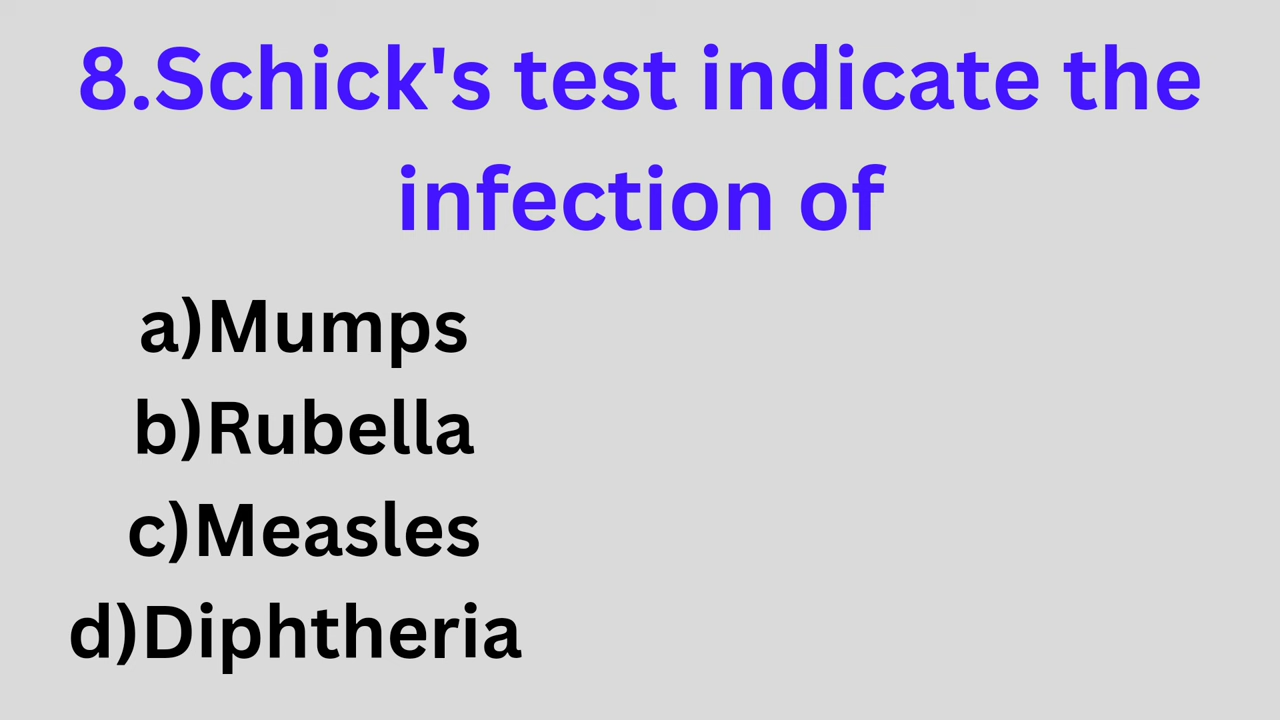 8.Schick's test indicate the
infection of
a)Mumps
b)Rubella
c)Measles
d)Diphtheria